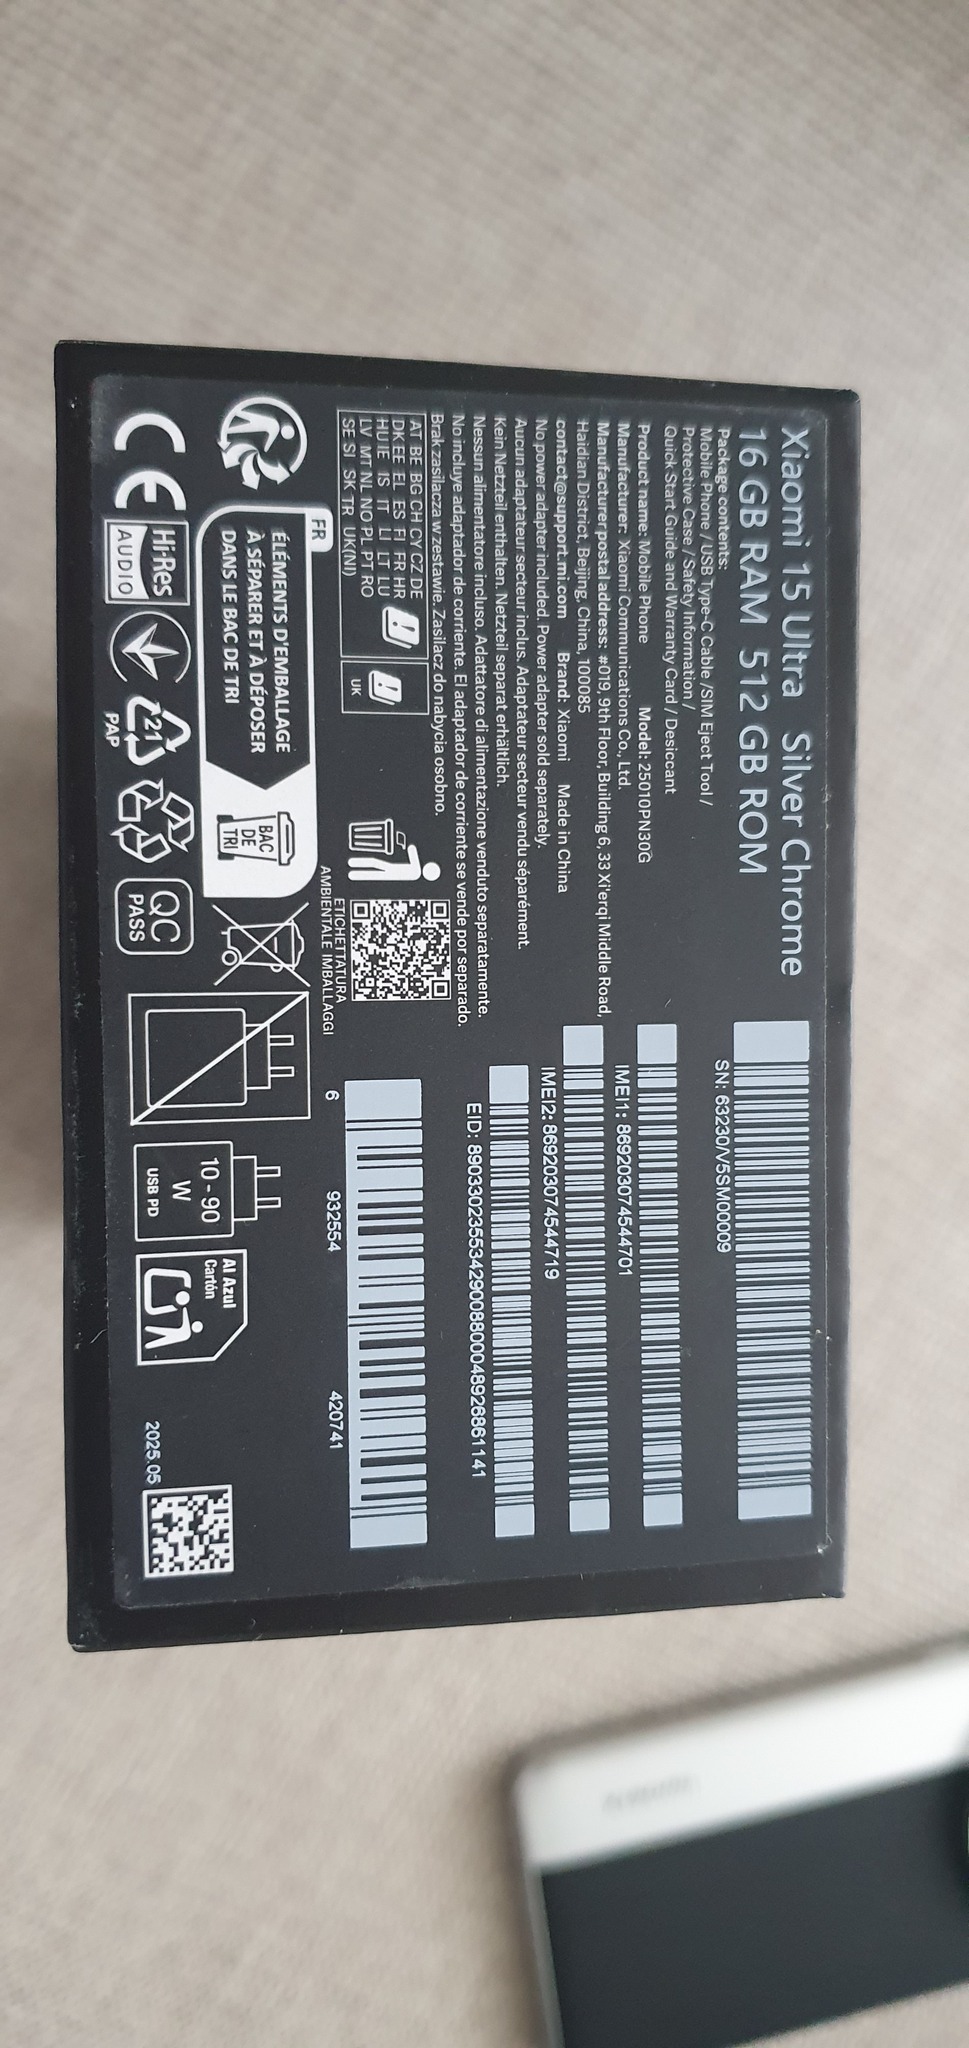 Xiaomi 15 Ultra Silver Chrome
16 GB RAM 512 GB ROM
Package contents:
Mobile Phone / USB Type-C Cable /SIM Eject Tool /
Protective Case / Safety Information /
Quick Start Guide and Warranty Card / Desiccant
Product name: Mobile Phone Model: 25010PN30G
Manufacturer: Xiaomi Communications Co., Ltd.
Manufacturer postal address: #019, 9th Floor, Building 6, 33 Xi'erqi Middle Road,
Haidian District, Beijing, China, 100085
contact@support.mi.com Brand: Xiaomi Made in China
No power adapter included. Power adapter sold separately.
Aucun adaptateur secteur inclus. Adaptateur secteur vendu séparément.
Kein Netzteil enthalten. Netzteil separat erhältlich.
Nessun alimentatore incluso. Adattatore di alimentazione venduto separatamente.
No incluye adaptador de corriente. El adaptador de corriente se vende por separado.
Brak zasilacza w zestawie. Zasilacz do nabycia osobno.
SN: 63230/V5SM00009
IMEI1: 869203074544701
IMEI2: 869203074544719
EID: 89033023553429008800048926861141
6 932554 420741
AT BE BG CH CY CZ DE
DK EE EL ES FI FR HR
HU IE IS IT LI LT LU
LV MT NL NO PL PT RO
SE SI SK TR UK(NI)
UK
ETICHETTATURA
AMBIENTALE IMBALLAGGI
FR
ÉLÉMENTS D'EMBALLAGE
À SÉPARER ET À DÉPOSER
DANS LE BAC DE TRI
BAC
DE
TRI
CE
Hi-Res
AUDIO
21
PAP
QC
PASS
10 - 90
W
USB PD
Al Azul
Cartón
2025.05